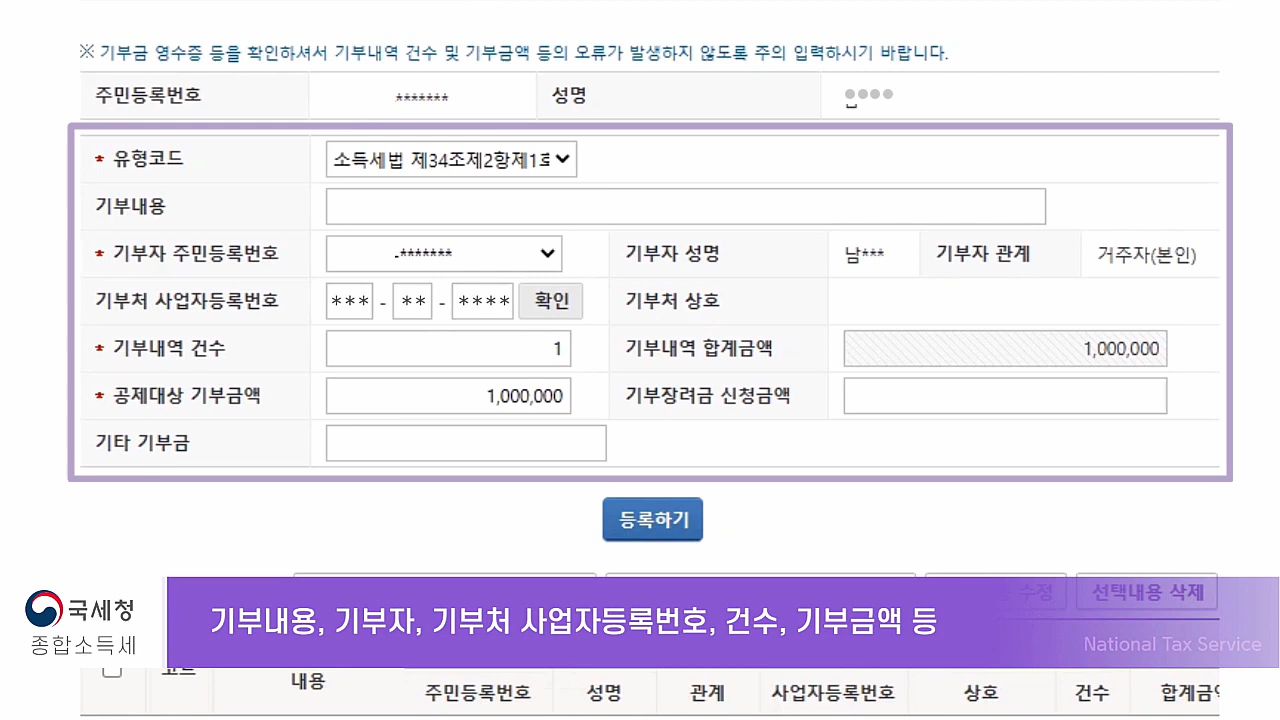 ※ 기부금 영수증 등을 확인하셔서 기부내역 건수 및 기부금액 등의 오류가 발생하지 않도록 주의 입력하시기 바랍니다.
주민등록번호 ******* 성명
* 유형코드 소득세법 제34조제2항제1호
기부내용
* 기부자 주민등록번호 -******* 기부자 성명 남*** 기부자 관계 거주자(본인)
기부처 사업자등록번호 *** - ** - **** 확인 기부처 상호
* 기부내역 건수 1 기부내역 합계금액 1,000,000
* 공제대상 기부금액 1,000,000 기부장려금 신청금액
기타 기부금
등록하기
수정 선택내용 삭제
국세청
종합소득세
기부내용, 기부자, 기부처 사업자등록번호, 건수, 기부금액 등
National Tax Service
코드 내용 주민등록번호 성명 관계 사업자등록번호 상호 건수 합계금